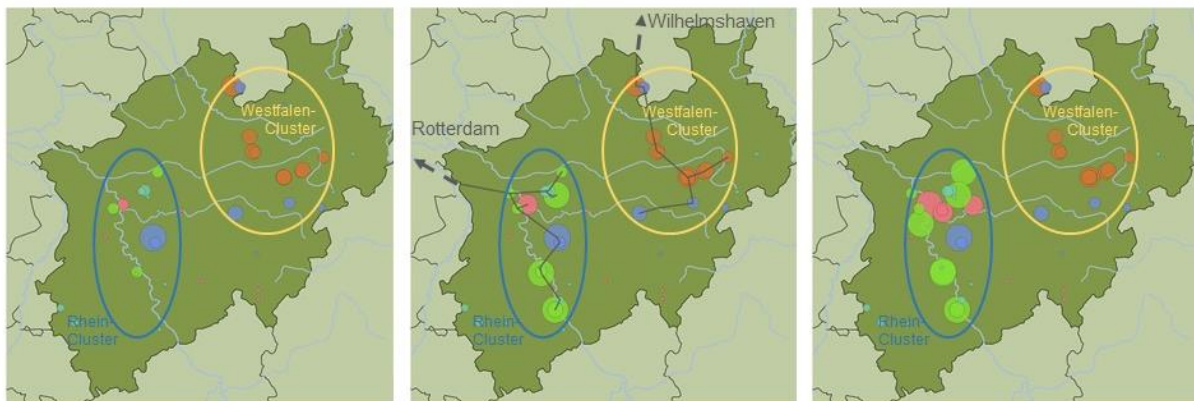 Westfalen-
Cluster
Rhein-
Cluster
Wilhelmshaven
Westfalen-
Cluster
Rotterdam
Rhein-
Cluster
Westfalen-
Cluster
Rhein-
Cluster